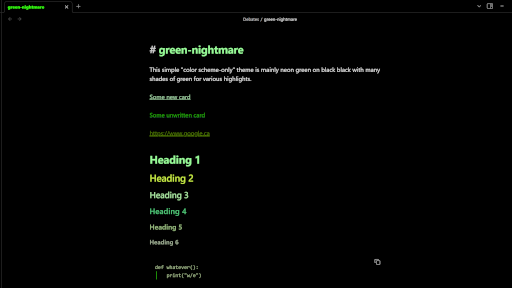 green-nightmare
Debates / green-nightmare
# green-nightmare
This simple "color scheme-only" theme is mainly neon green on black black with many
shades of green for various highlights.
Some new card
Some unwritten card
https://www.google.ca
Heading 1
Heading 2
Heading 3
Heading 4
Heading 5
Heading 6
def whatever():
print("w/e")